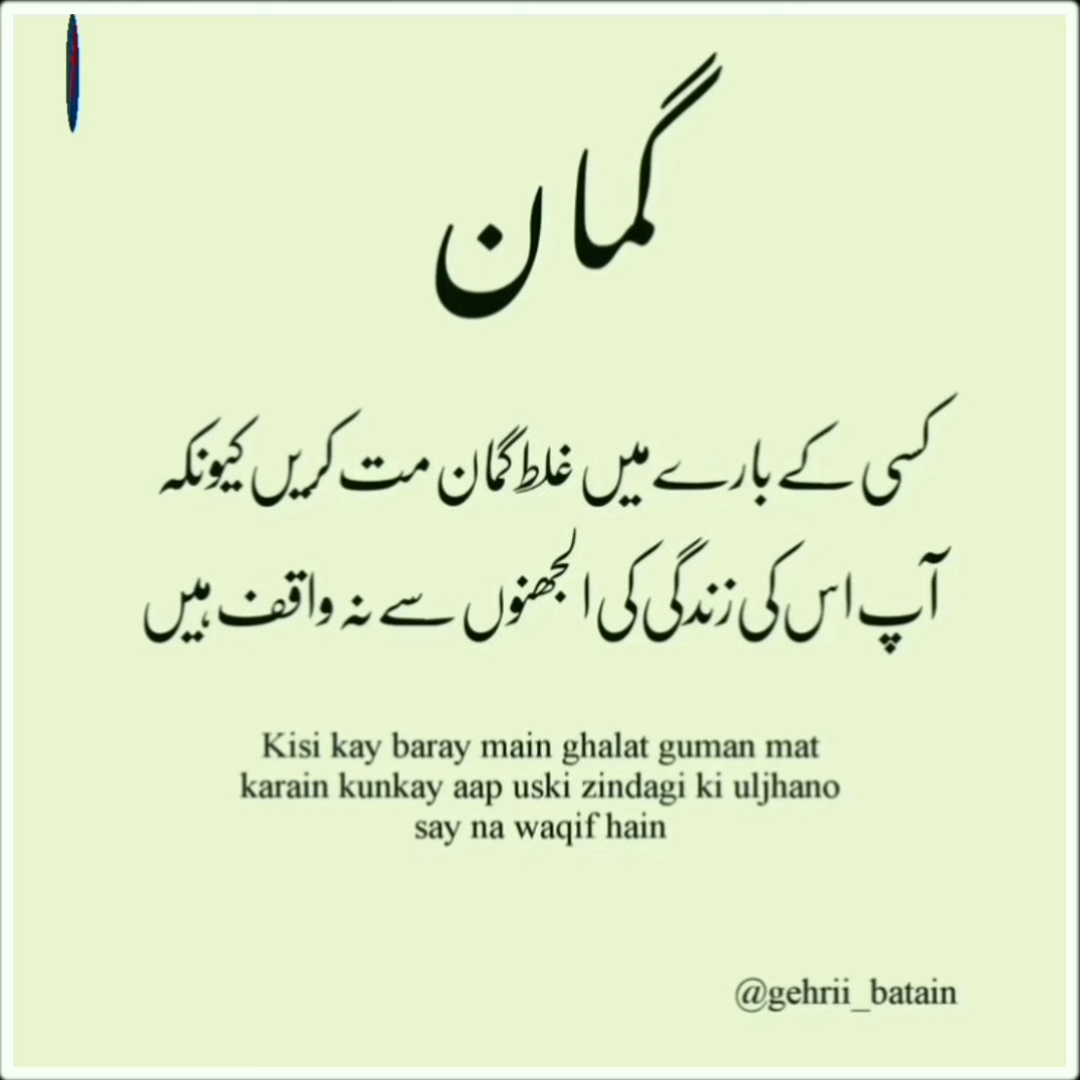 گمان
کسی کے بارے میں غلط گمان مت کریں کیونکہ
آپ اس کی زندگی کی الجھنوں سے نہ واقف ہیں
Kisi kay baray main ghalat guman mat
karain kunkay aap uski zindagi ki uljhano
say na waqif hain
@gehrii_batain